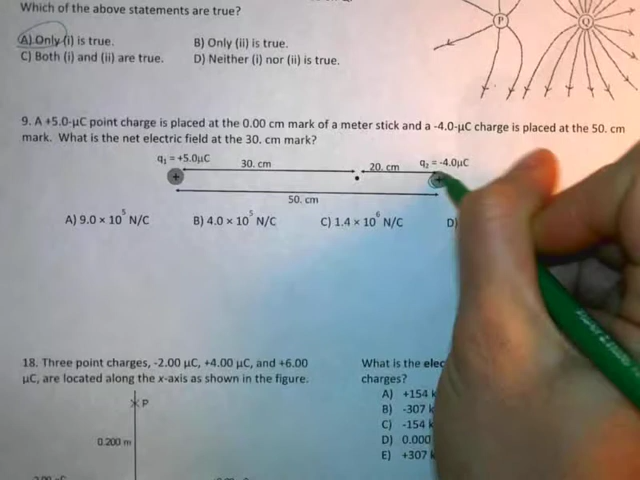 Which of the above statements are true?
A) Only (i) is true. B) Only (ii) is true.
C) Both (i) and (ii) are true. D) Neither (i) nor (ii) is true.
P
Q
9. A +5.0-μC point charge is placed at the 0.00 cm mark of a meter stick and a -4.0-μC charge is placed at the 50. cm
mark. What is the net electric field at the 30. cm mark?
q₁ = +5.0μC 30. cm 20. cm q₂ = -4.0μC
+
50. cm
A) 9.0 × 10⁵ N/C B) 4.0 × 10⁵ N/C C) 1.4 × 10⁶ N/C D)
18. Three point charges, -2.00 μC, +4.00 μC, and +6.00
μC, are located along the x-axis as shown in the figure.
P
0.200 m
What is the elec
charges?
A) +154 k
B) -307 k
C) -154 k
D) 0.000
E) +307 k